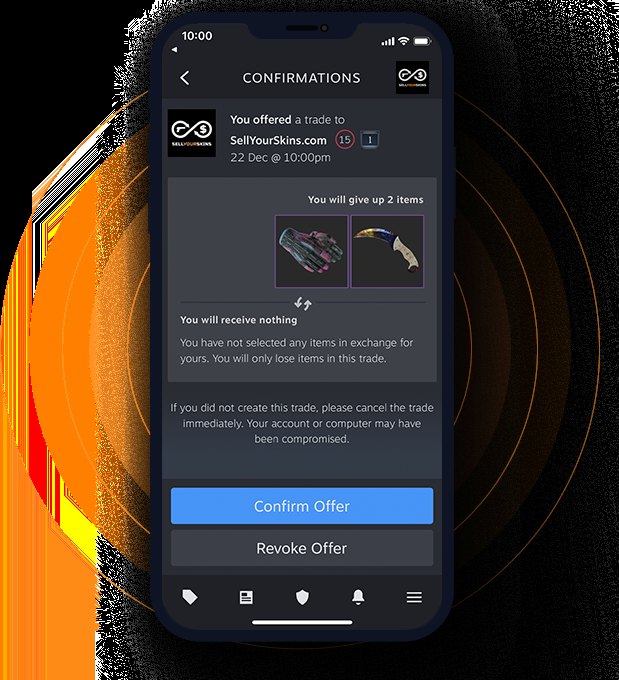 10:00
CONFIRMATIONS
SELLYOURSKINS
You offered a trade to
SellYourSkins.com 15 1
22 Dec @ 10:00pm
SELLYOURSKINS
You will give up 2 items
You will receive nothing
You have not selected any items in exchange for
yours. You will only lose items in this trade.
If you did not create this trade, please cancel the trade
immediately. Your account or computer may have
been compromised.
Confirm Offer
Revoke Offer